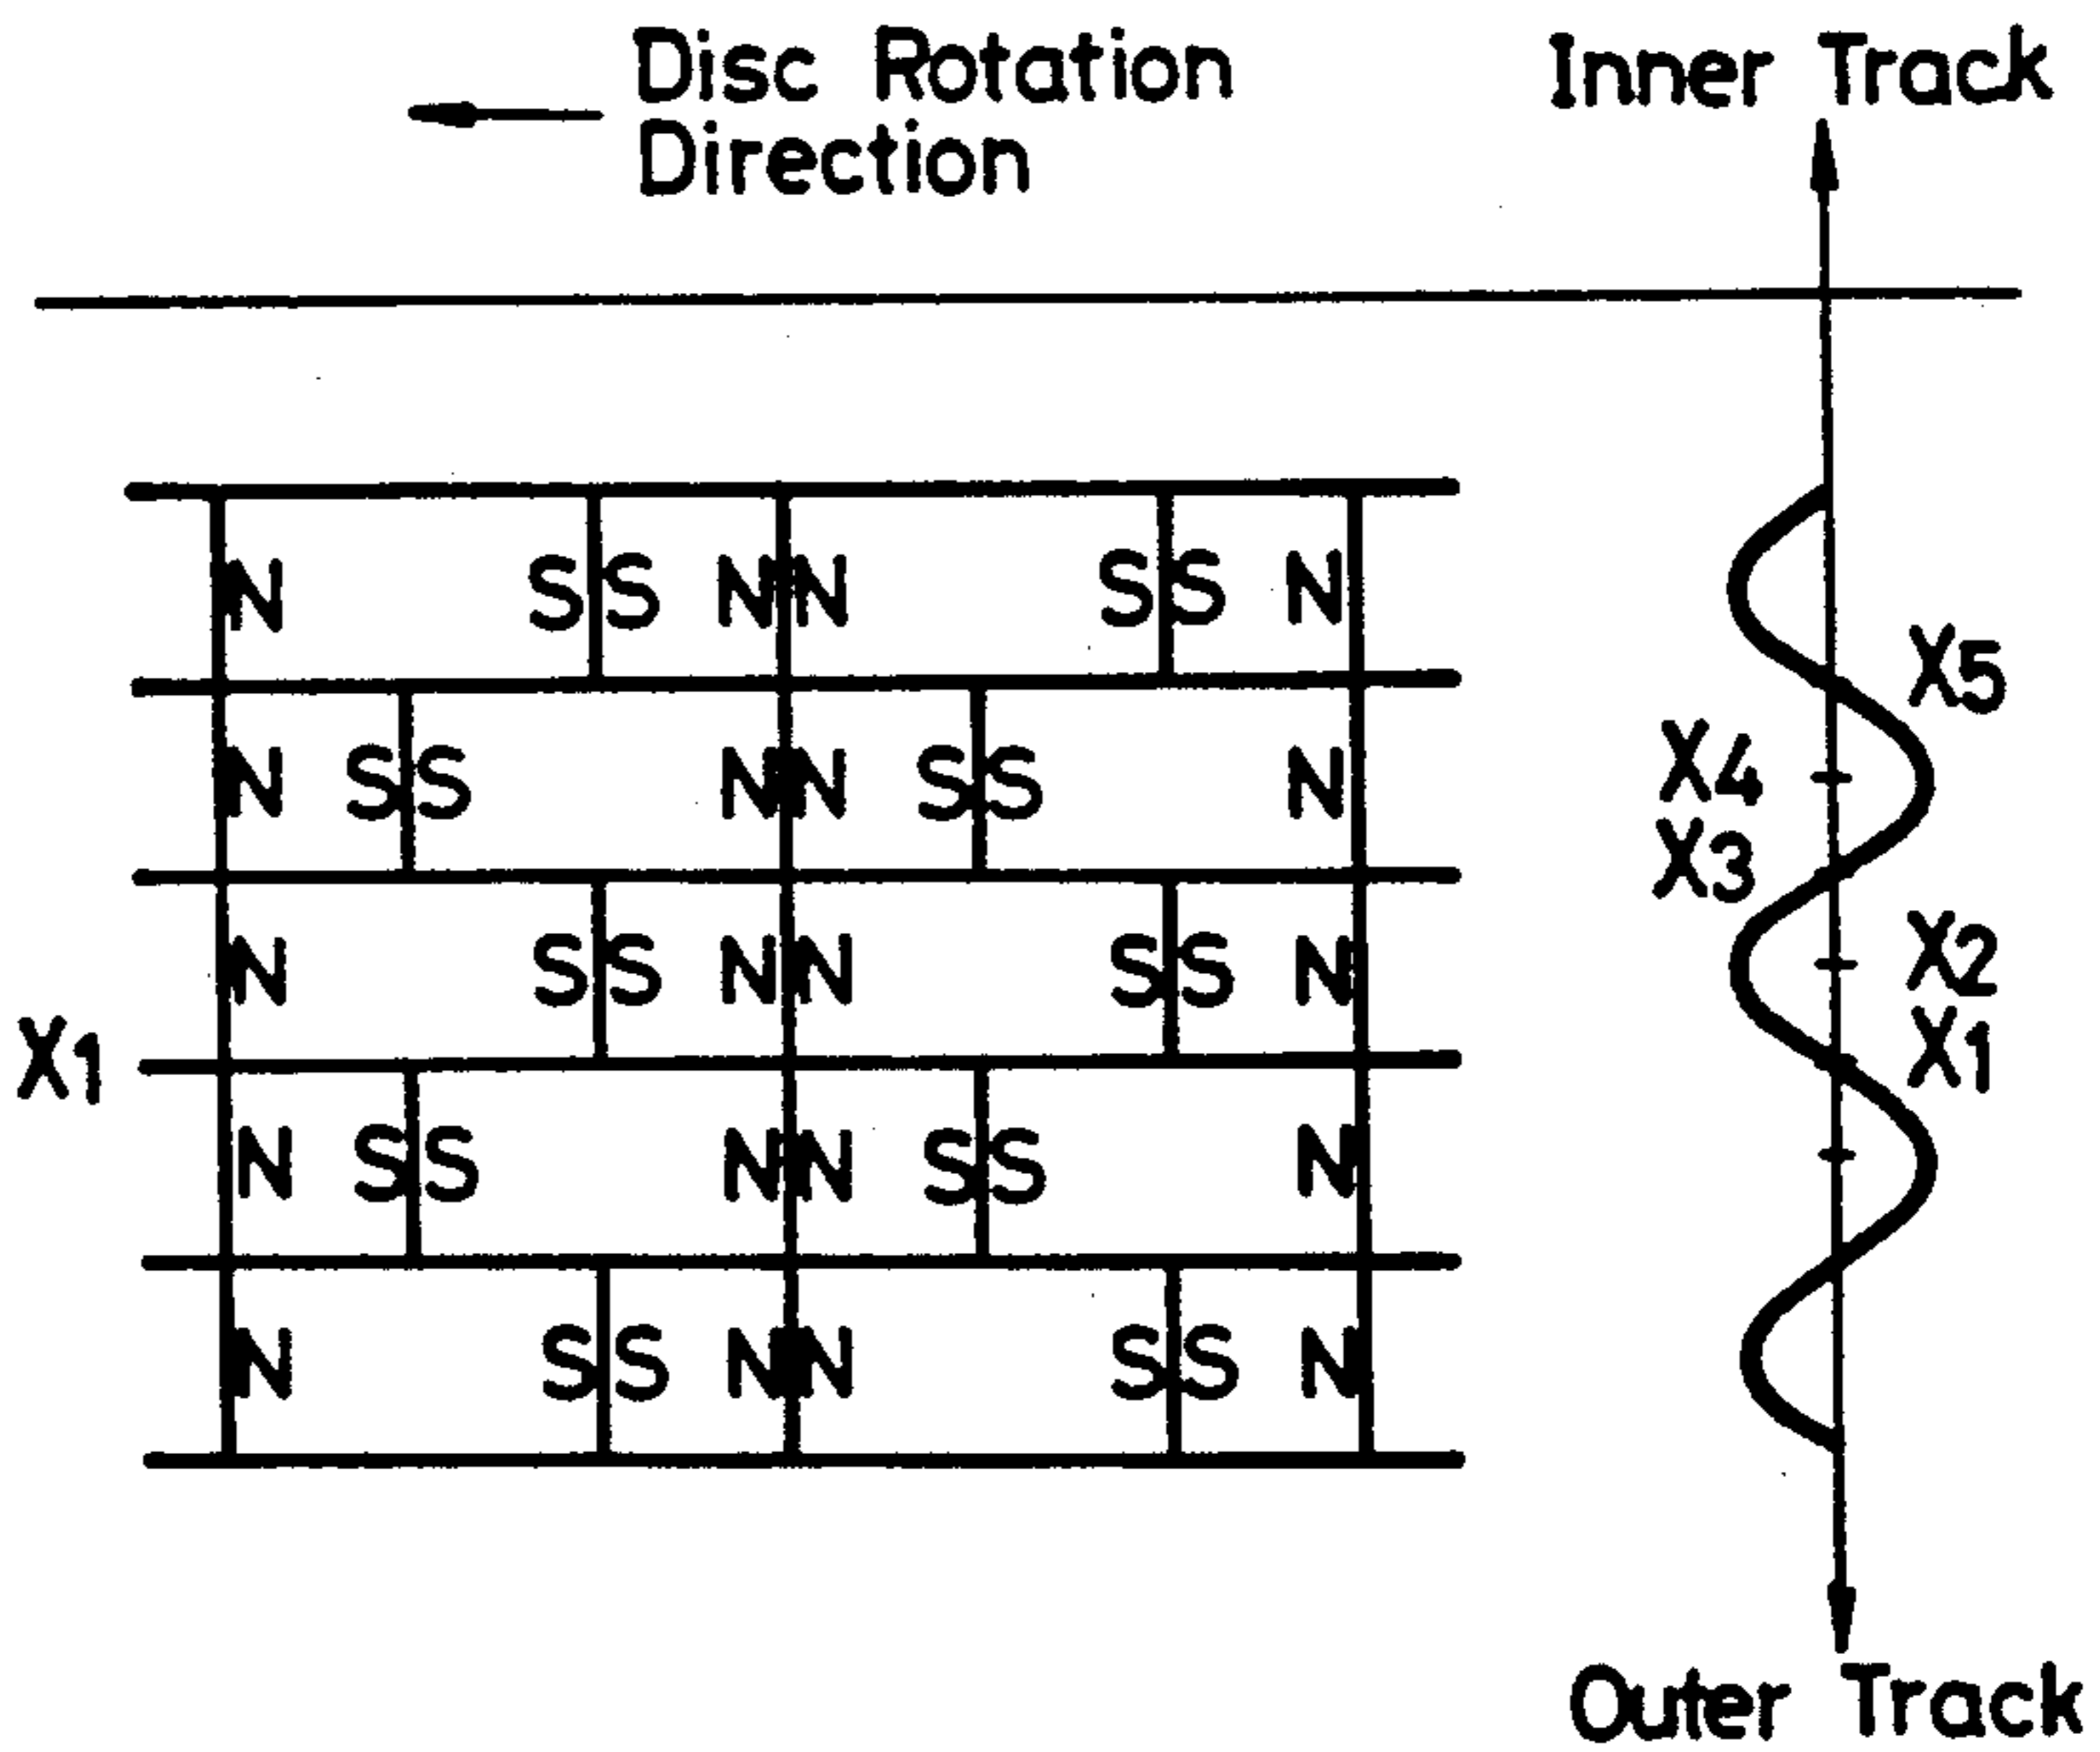 Disc Rotation
Direction
Inner Track
N SS NN SS N
X5
N SS NN SS N
X4
X3
N SS NN SS N
X2
X1
X1
N SS NN SS N
N SS NN SS N
Outer Track